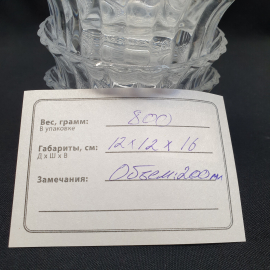 Вес, грамм: 800
В упаковке
Габариты, см: 12 x 12 x 16
Д х Ш х В
Замечания: Объем: 200 мл